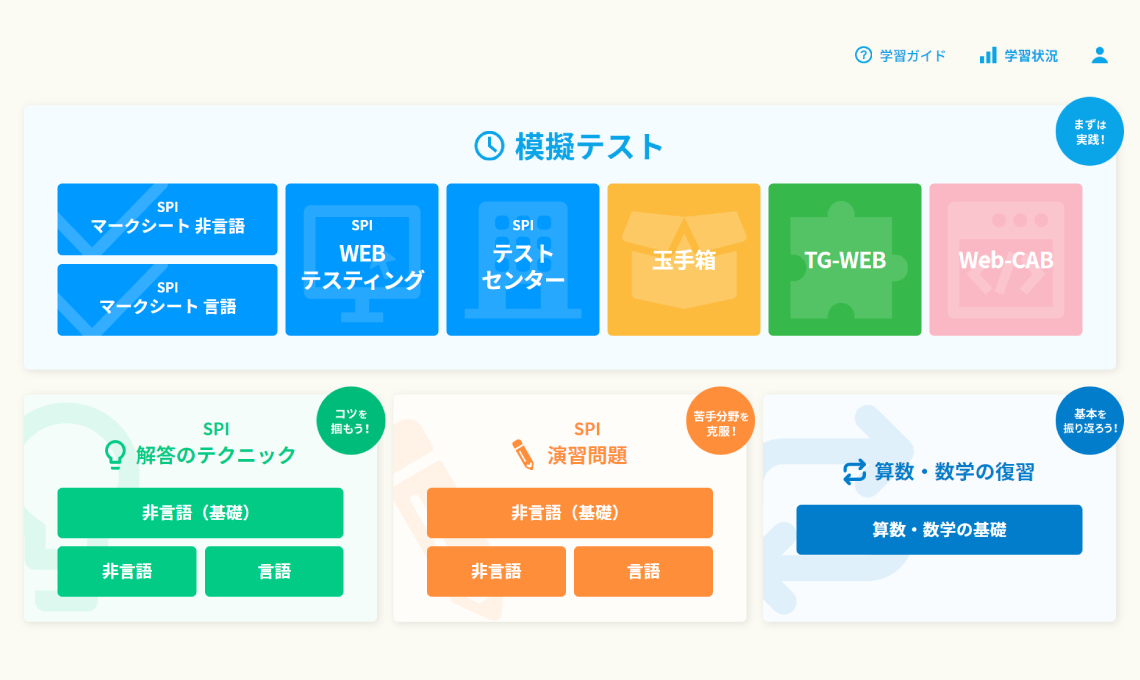 学習ガイド
学習状況
まずは
実践！
模擬テスト
SPI
マークシート 非言語
SPI
マークシート 言語
SPI
WEB
テスティング
SPI
テスト
センター
玉手箱
TG-WEB
Web-CAB
コツを
掴もう！
SPI
解答のテクニック
非言語（基礎）
非言語
言語
苦手分野を
克服！
SPI
演習問題
非言語（基礎）
非言語
言語
基本を
振り返ろう！
算数・数学の復習
算数・数学の基礎